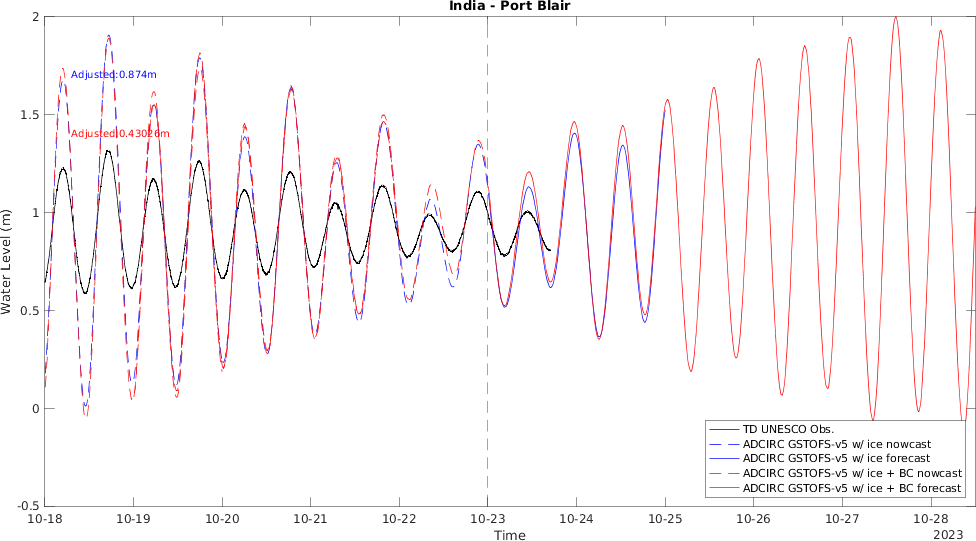 India - Port Blair
Water Level (m)
2
1.5
1
0.5
0
-0.5
Adjusted:0.874m
Adjusted:0.43026m
TD UNESCO Obs.
ADCIRC GSTOFS-v5 w/ ice nowcast
ADCIRC GSTOFS-v5 w/ ice forecast
ADCIRC GSTOFS-v5 w/ ice + BC nowcast
ADCIRC GSTOFS-v5 w/ ice + BC forecast
10-18 10-19 10-20 10-21 10-22 10-23 10-24 10-25 10-26 10-27 10-28
Time
2023